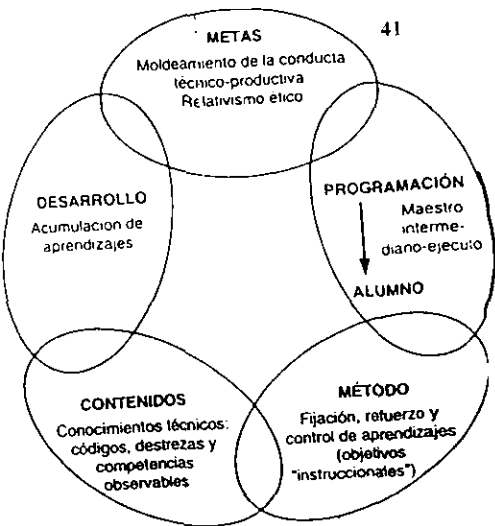 41
METAS
Moldeamiento de la conducta
técnico-productiva
Relativismo ético
DESARROLLO
Acumulación de
aprendizajes
PROGRAMACIÓN
Maestro
interme-
diario-ejecuto
ALUMNO
CONTENIDOS
Conocimientos técnicos:
códigos, destrezas y
competencias
observables
MÉTODO
Fijación, refuerzo y
control de aprendizajes
(objetivos
"instruccionales")